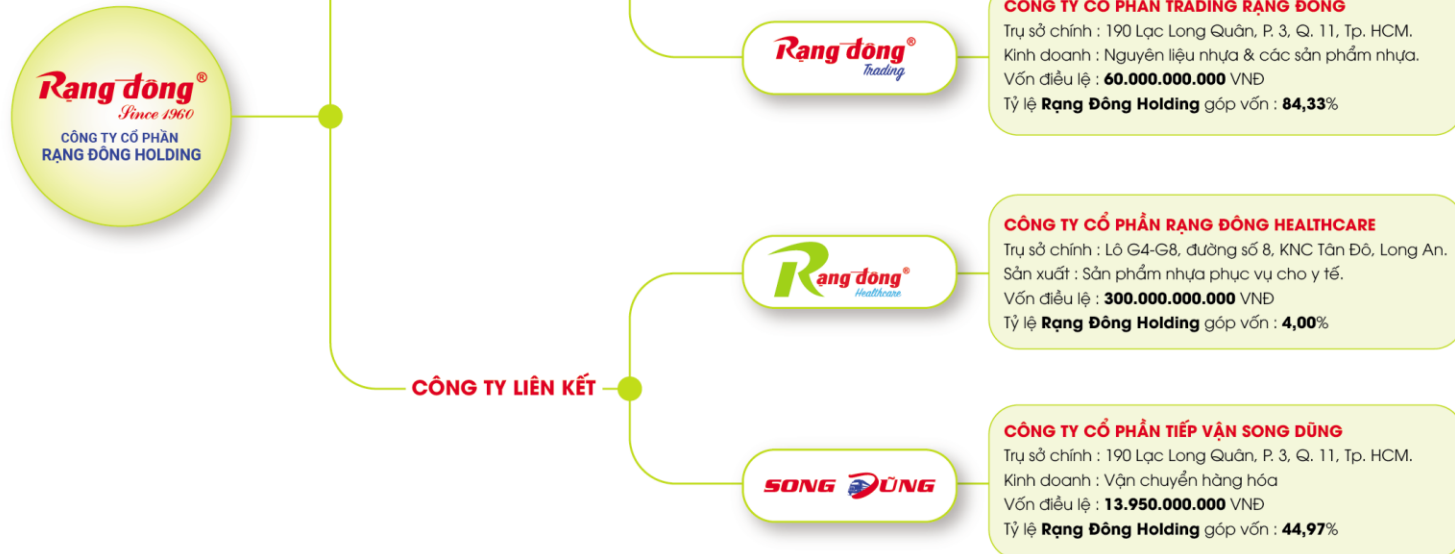 Rạng đông®
Since 1960
CÔNG TY CỔ PHẦN
RẠNG ĐÔNG HOLDING
Rạng đông®
Trading
CÔNG TY CỔ PHẦN TRADING RẠNG ĐÔNG
Trụ sở chính : 190 Lạc Long Quân, P. 3, Q. 11, Tp. HCM.
Kinh doanh : Nguyên liệu nhựa & các sản phẩm nhựa.
Vốn điều lệ : 60.000.000.000 VNĐ
Tỷ lệ Rạng Đông Holding góp vốn : 84,33%
CÔNG TY LIÊN KẾT
Rạng đông®
Healthcare
CÔNG TY CỔ PHẦN RẠNG ĐÔNG HEALTHCARE
Trụ sở chính : Lô G4-G8, đường số 8, KNC Tân Đô, Long An.
Sản xuất : Sản phẩm nhựa phục vụ cho y tế.
Vốn điều lệ : 300.000.000.000 VNĐ
Tỷ lệ Rạng Đông Holding góp vốn : 4,00%
SONG DŨNG
CÔNG TY CỔ PHẦN TIẾP VẬN SONG DŨNG
Trụ sở chính : 190 Lạc Long Quân, P. 3, Q. 11, Tp. HCM.
Kinh doanh : Vận chuyển hàng hóa
Vốn điều lệ : 13.950.000.000 VNĐ
Tỷ lệ Rạng Đông Holding góp vốn : 44,97%